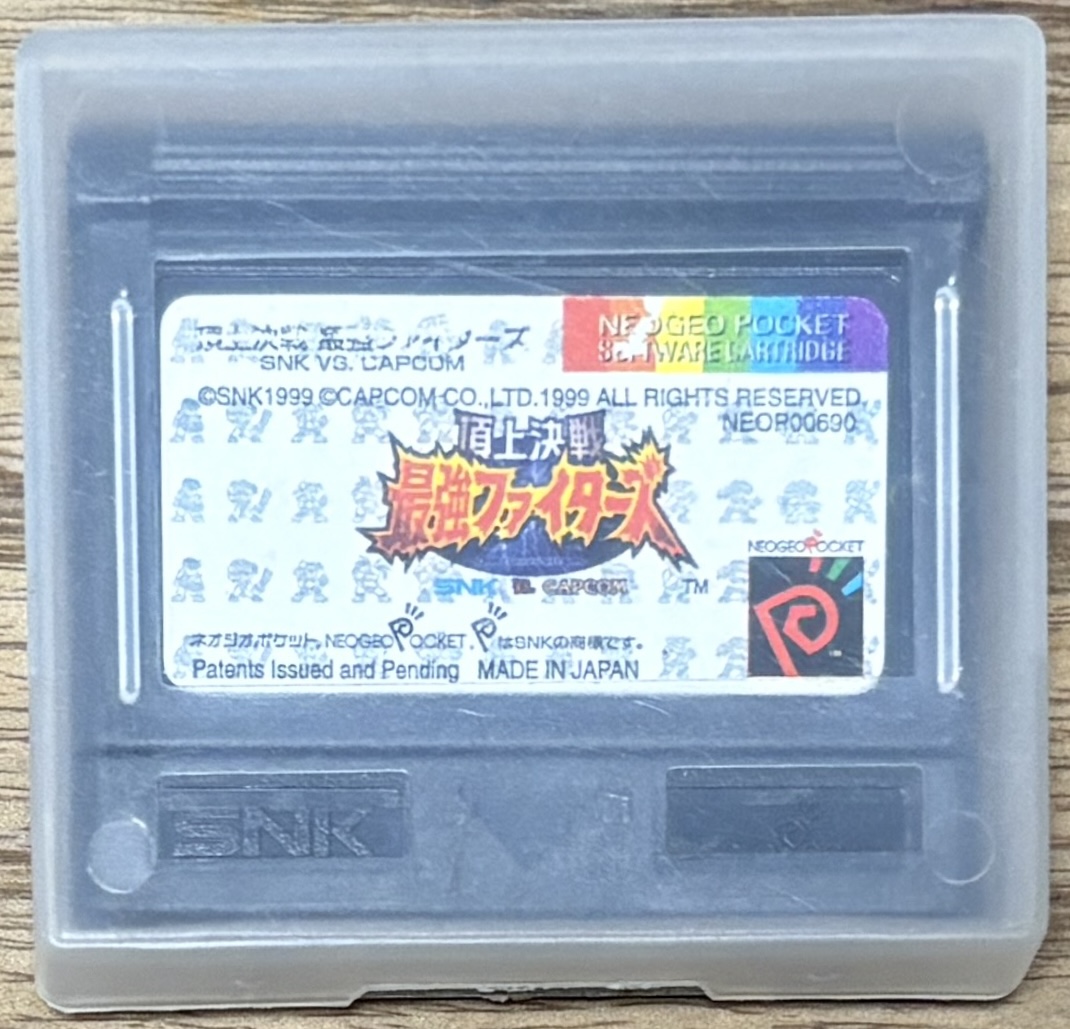 頂上決戦 最強ファイターズ
SNK VS. CAPCOM
NEOGEO POCKET
SOFTWARE CARTRIDGE
©SNK1999 ©CAPCOM CO.,LTD.1999 ALL RIGHTS RESERVED.
NEOP00690
頂上決戦
最強ファイターズ
SNK VS. CAPCOM TM
NEOGEO POCKET
ネオジオポケット, NEOGEO POCKET, P はSNKの商標です。
Patents Issued and Pending MADE IN JAPAN
SNK